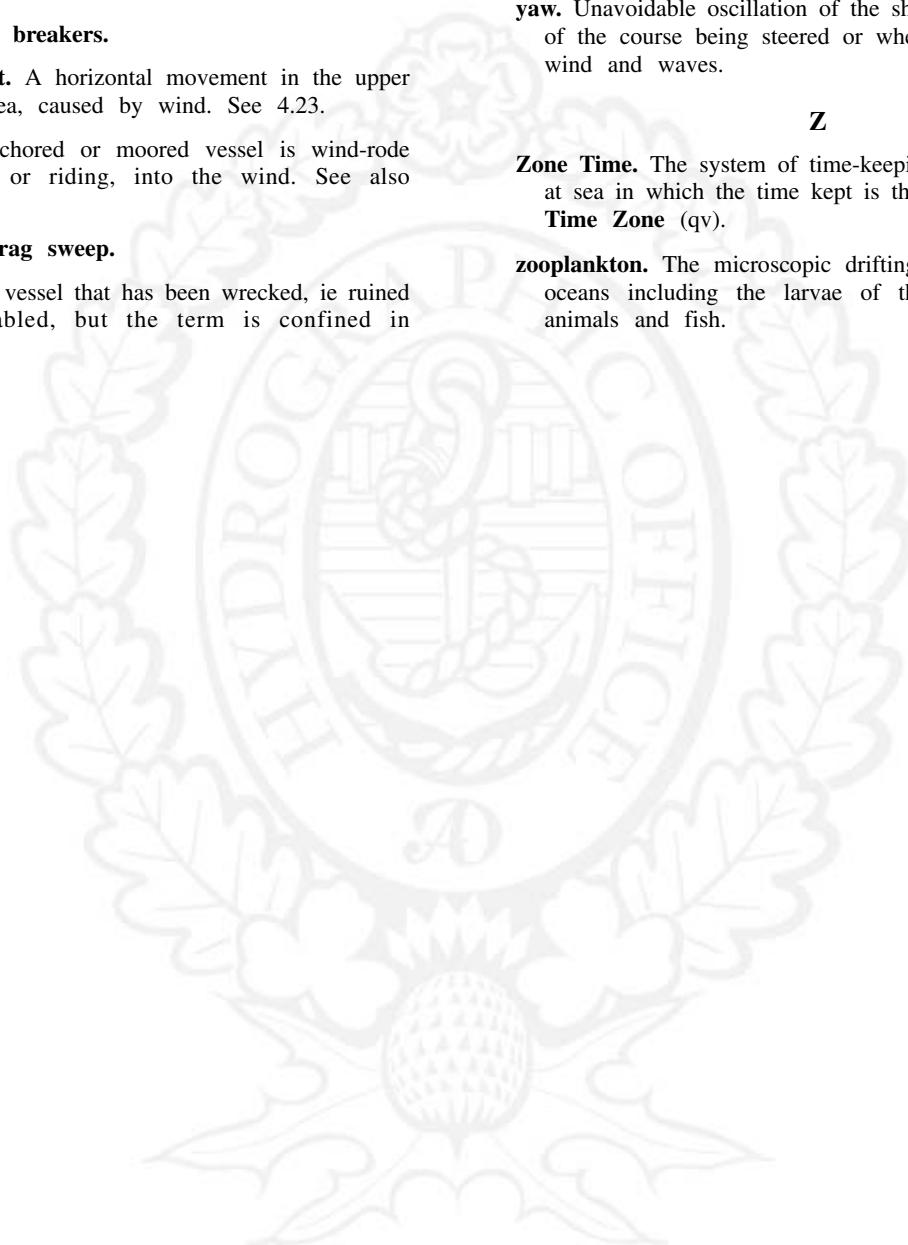 breakers.
t. A horizontal movement in the upper
ea, caused by wind. See 4.23.
chored or moored vessel is wind-rode
or riding, into the wind. See also
rag sweep.
vessel that has been wrecked, ie ruined
abled, but the term is confined in
yaw. Unavoidable oscillation of the sh
of the course being steered or whe
wind and waves.
Z
Zone Time. The system of time-keepi
at sea in which the time kept is th
Time Zone (qv).
zooplankton. The microscopic drifting
oceans including the larvae of th
animals and fish.
HYDROGRAPHIC OFFICE